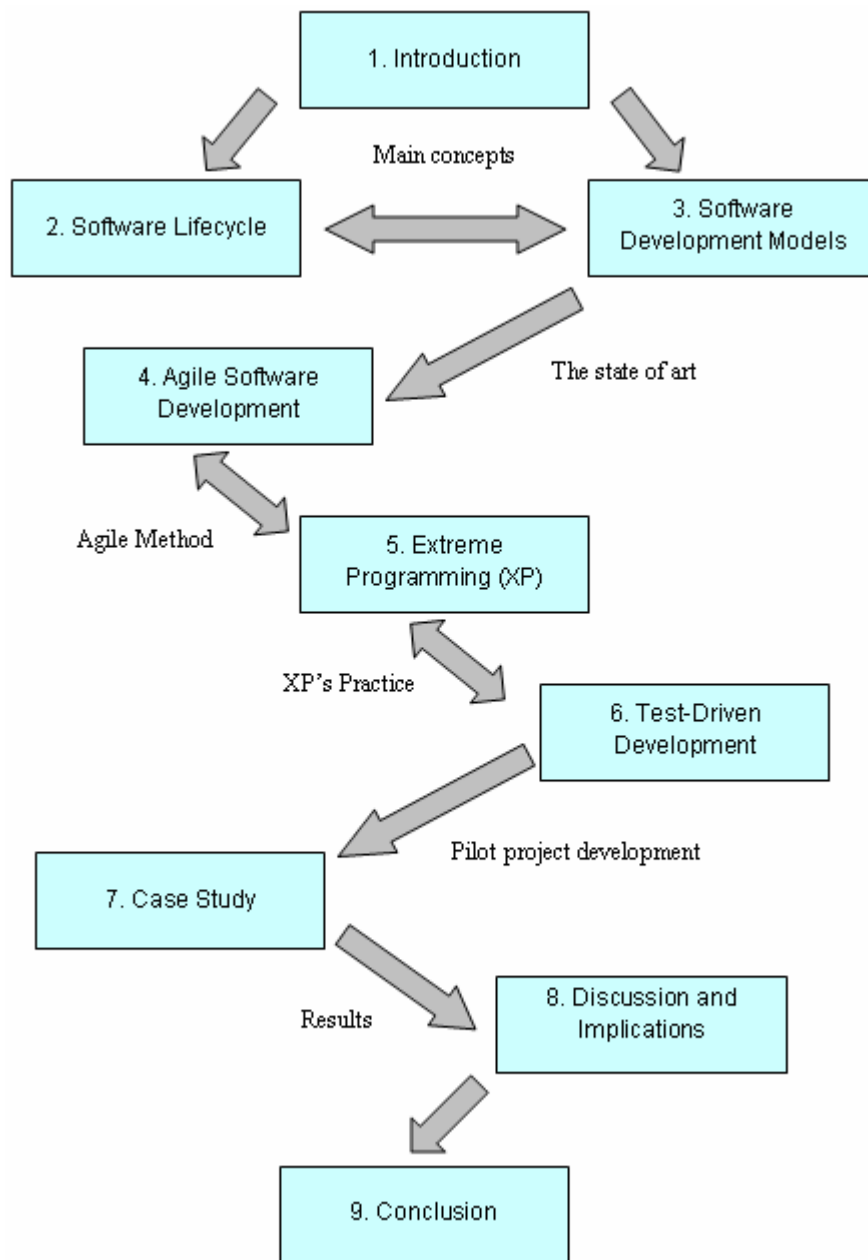 1. Introduction
Main concepts
2. Software Lifecycle
3. Software
Development Models
The state of art
4. Agile Software
Development
Agile Method
5. Extreme
Programming (XP)
XP's Practice
6. Test-Driven
Development
Pilot project development
7. Case Study
Results
8. Discussion and
Implications
9. Conclusion